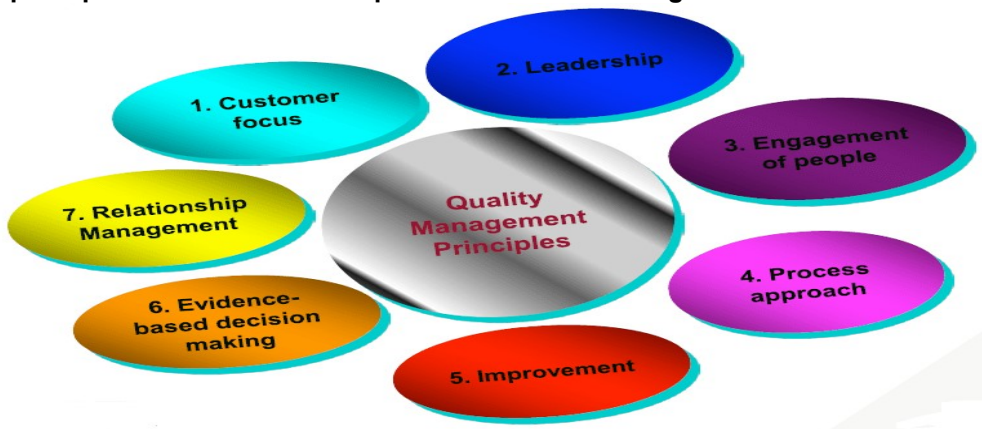 1. Customer
focus
2. Leadership
3. Engagement
of people
4. Process
approach
5. Improvement
6. Evidence-
based decision
making
7. Relationship
Management
Quality
Management
Principles